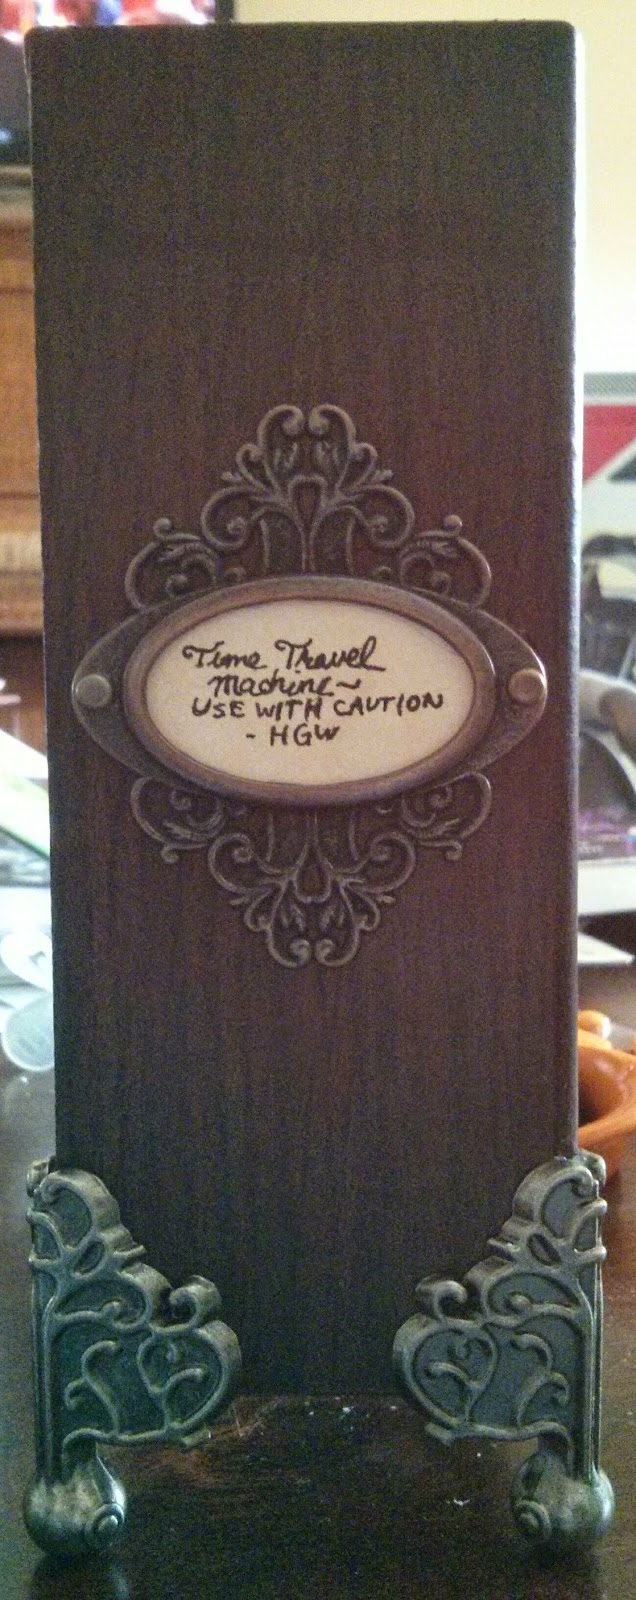 Time Travel
Machine~
USE WITH CAUTION
- HGW